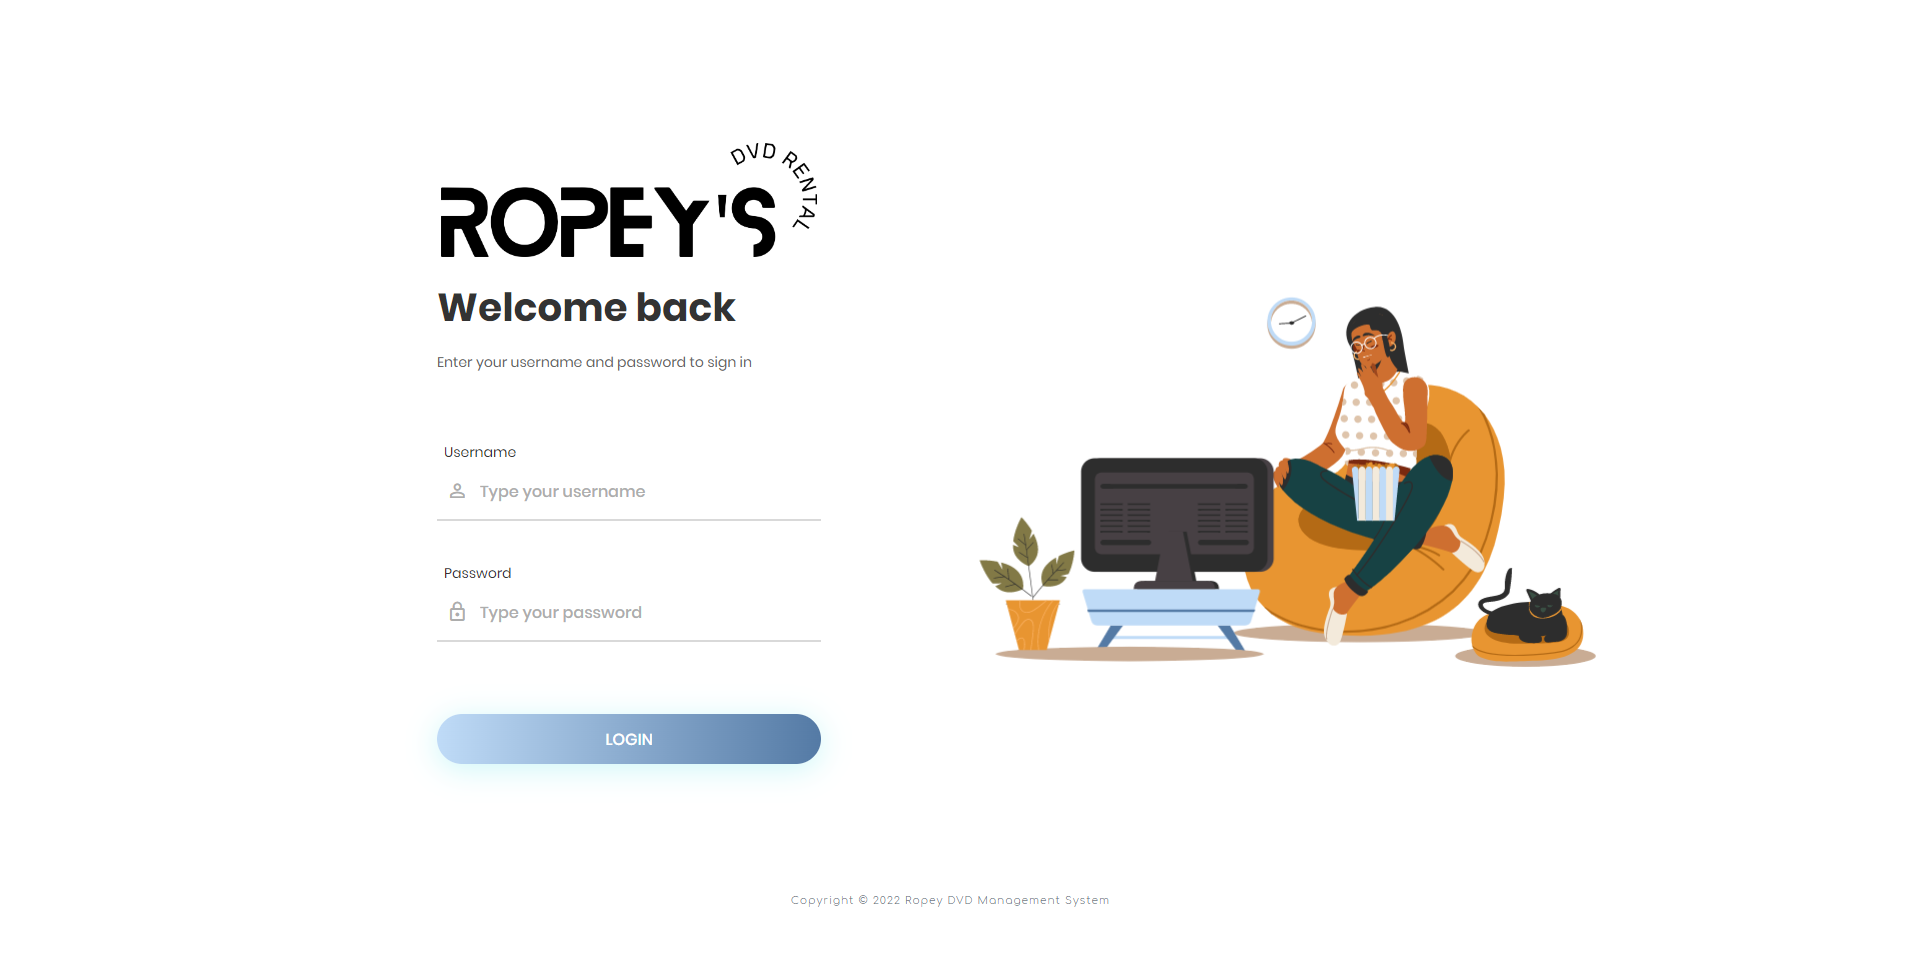 DVD RENTAL
ROPEY'S
Welcome back
Enter your username and password to sign in
Username
Type your username
Password
Type your password
LOGIN
Copyright © 2022 Ropey DVD Management System